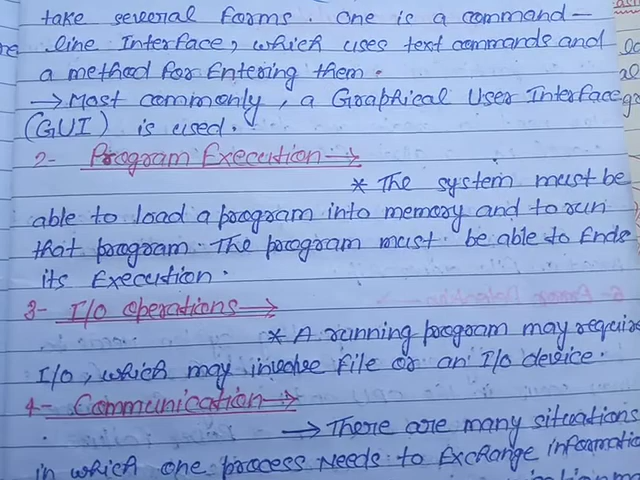 take several forms. One is a command-
line Interface, which uses text commands and
a method for Entering them.
→ Most commonly, a Graphical User Interface
(GUI) is used.
2- Program Execution →
* The system must be
able to load a program into memory and to run
that program. The program must be able to Ends
its Execution.
3- I/O operations →
* A running program may require
I/O, which may involve file or an I/O device.
4- Communication →
→ There are many situations
in which one process Needs to Exchange informatio